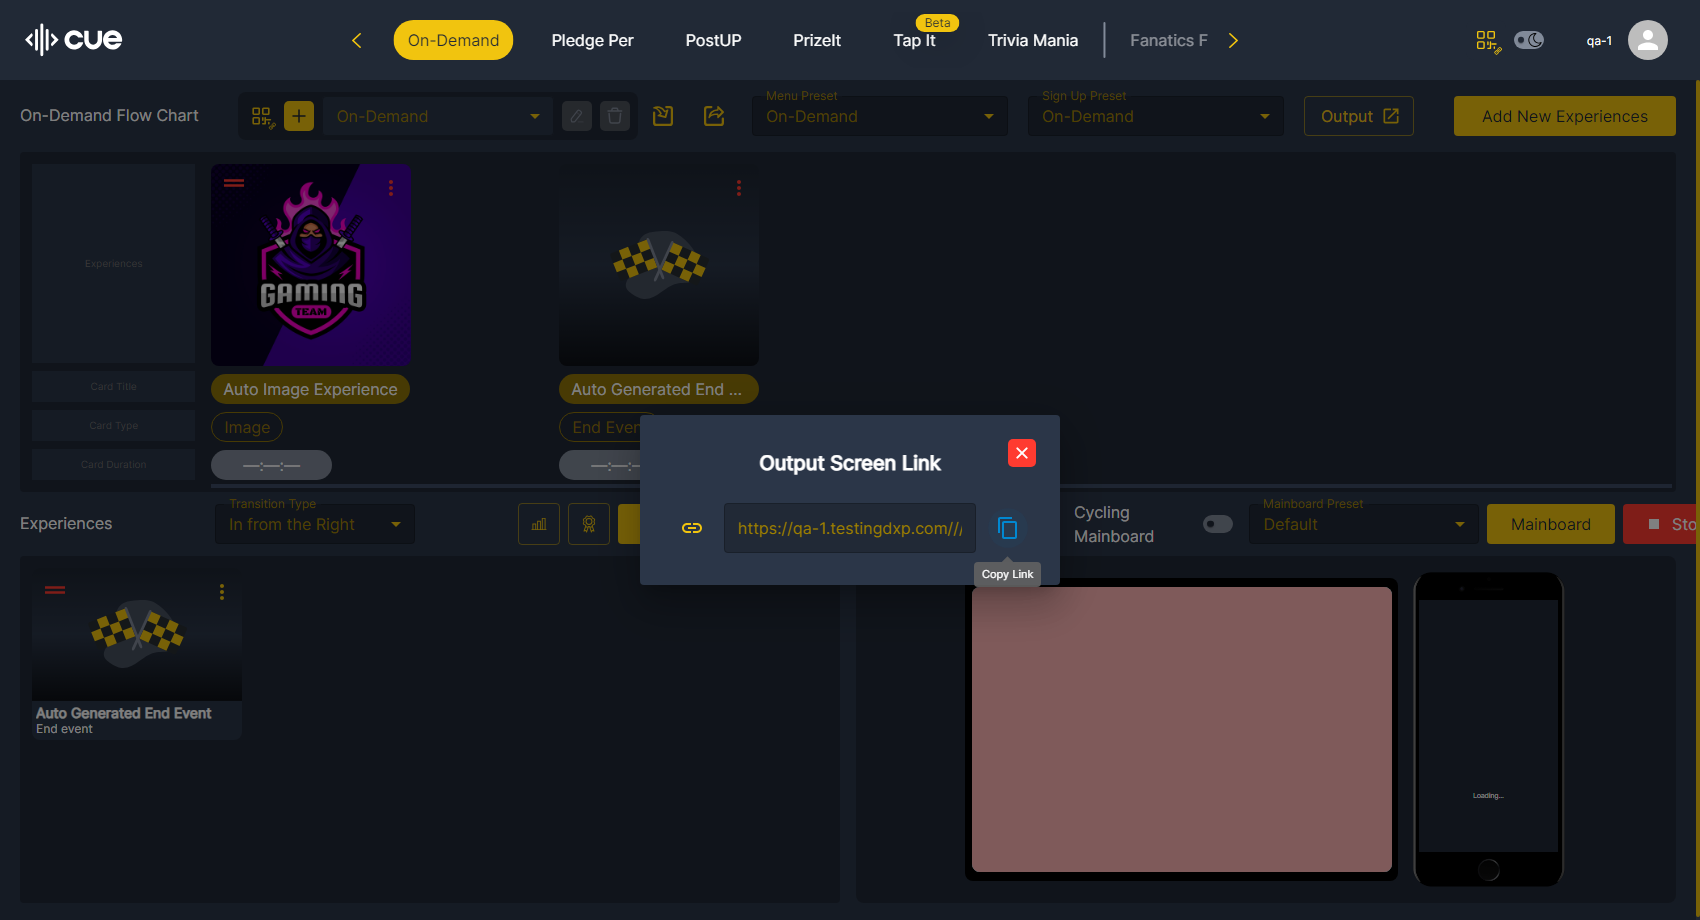 cue
On-Demand
Pledge Per
PostUP
PrizeIt
Beta
Tap It
Trivia Mania
Fanatics F
qa-1
On-Demand Flow Chart
On-Demand
Menu Preset
On-Demand
Sign Up Preset
On-Demand
Output
Add New Experiences
Experiences
GAMING
TEAM
Card Title
Auto Image Experience
Auto Generated End ...
Card Type
Image
End Even
Card Duration
—:—:—
—:—:—
Output Screen Link
https://qa-1.testingdxp.com///
Copy Link
Experiences
Transition Type
In from the Right
Cycling
Mainboard
Mainboard Preset
Default
Mainboard
Sto
Auto Generated End Event
End event
Loading...